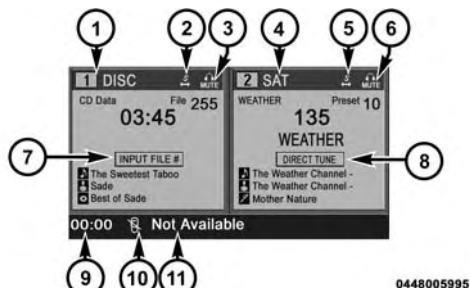 1 2 3 4 5 6
1 DISC S MUTE
2 SAT S MUTE
CD Data File 255
03:45
INPUT FILE #
The Sweetest Taboo
Sade
Best of Sade
WEATHER Preset 10
135
WEATHER
DIRECT TUNE
The Weather Channel -
The Weather Channel -
Mother Nature
7 8
00:00 Not Available
9 10 11
0448005995